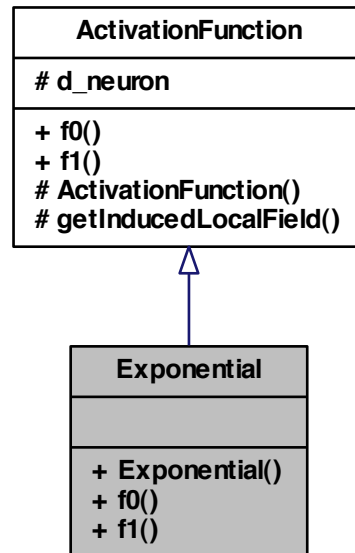 ActivationFunction
# d_neuron
+ f0()
+ f1()
# ActivationFunction()
# getInducedLocalField()
Exponential
+ Exponential()
+ f0()
+ f1()